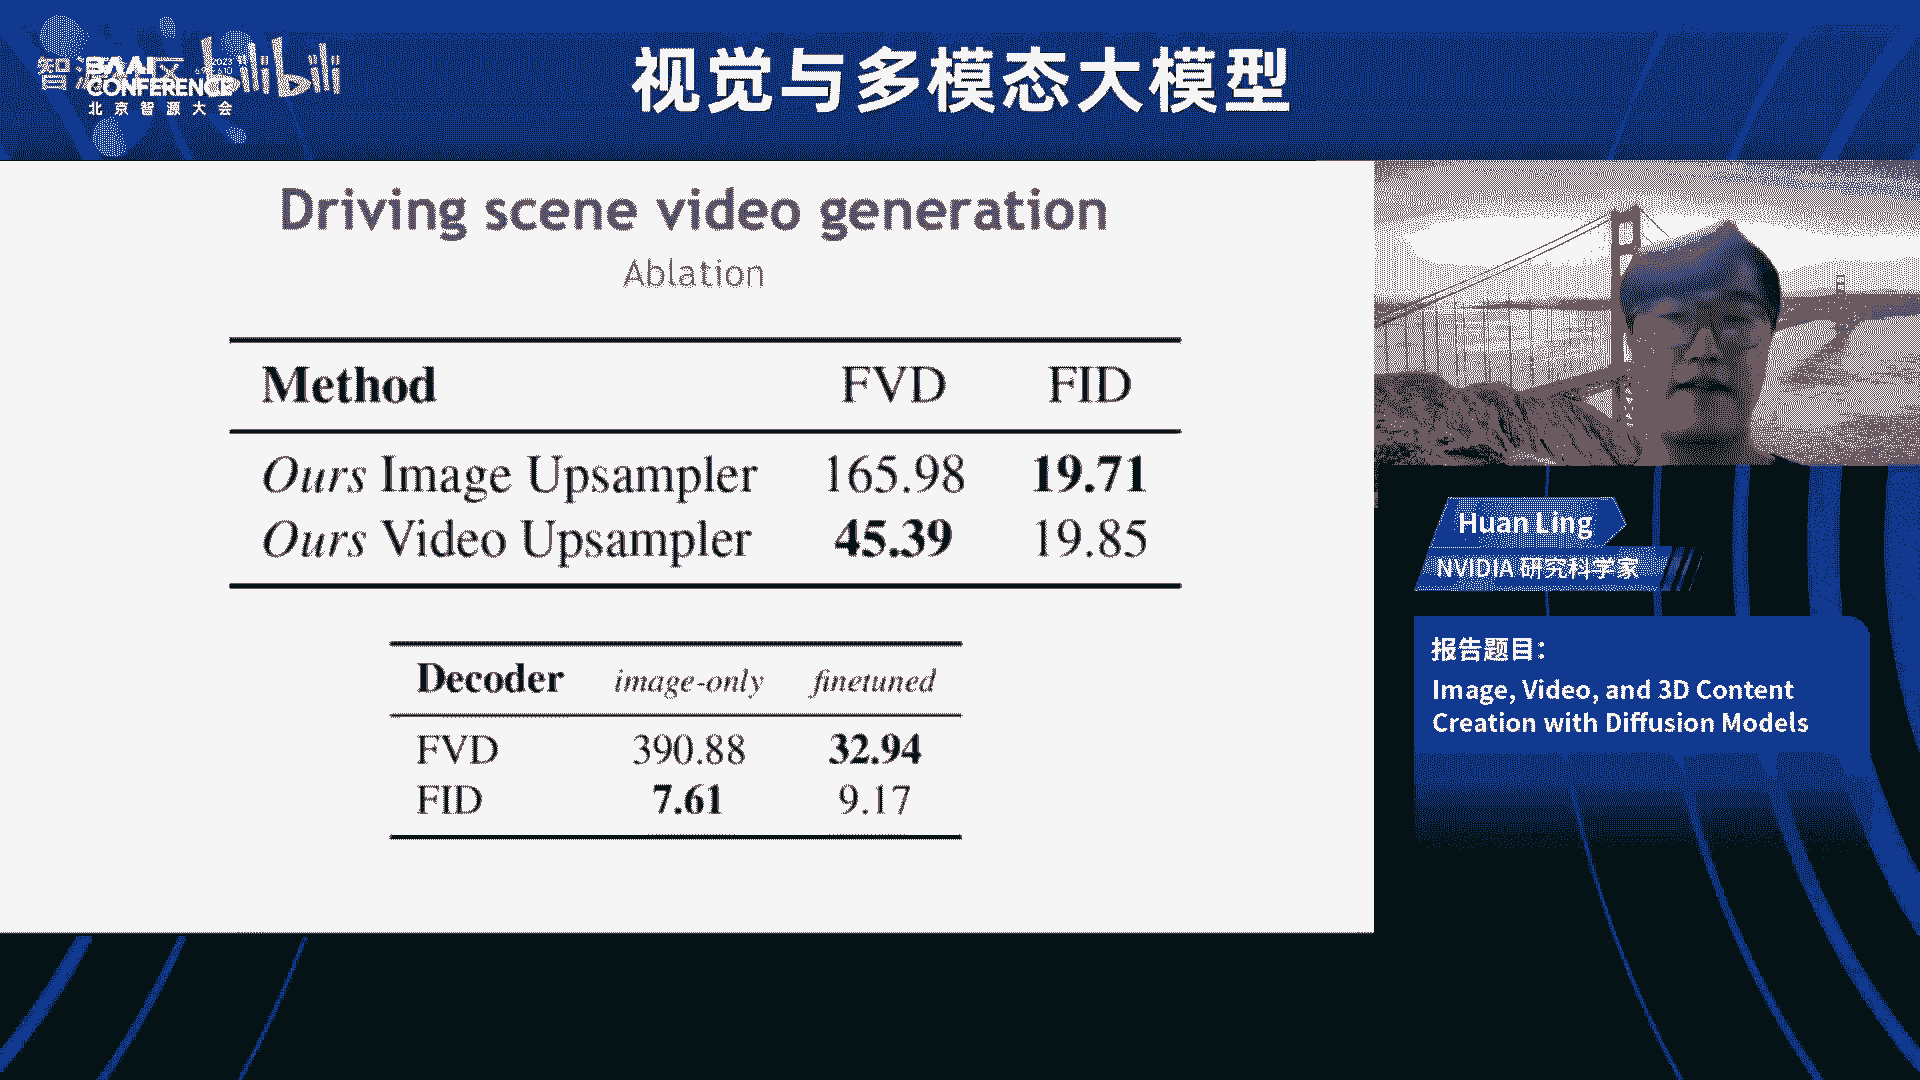 BAAI
CONFERENCE
2023
北京智源大会
bilibili
视觉与多模态大模型
Driving scene video generation
Ablation
Method FVD FID
Ours Image Upsampler 165.98 19.71
Ours Video Upsampler 45.39 19.85
Decoder image-only finetuned
FVD 390.88 32.94
FID 7.61 9.17
Huan Ling
NVIDIA 研究科学家
报告题目：
Image, Video, and 3D Content
Creation with Diffusion Models